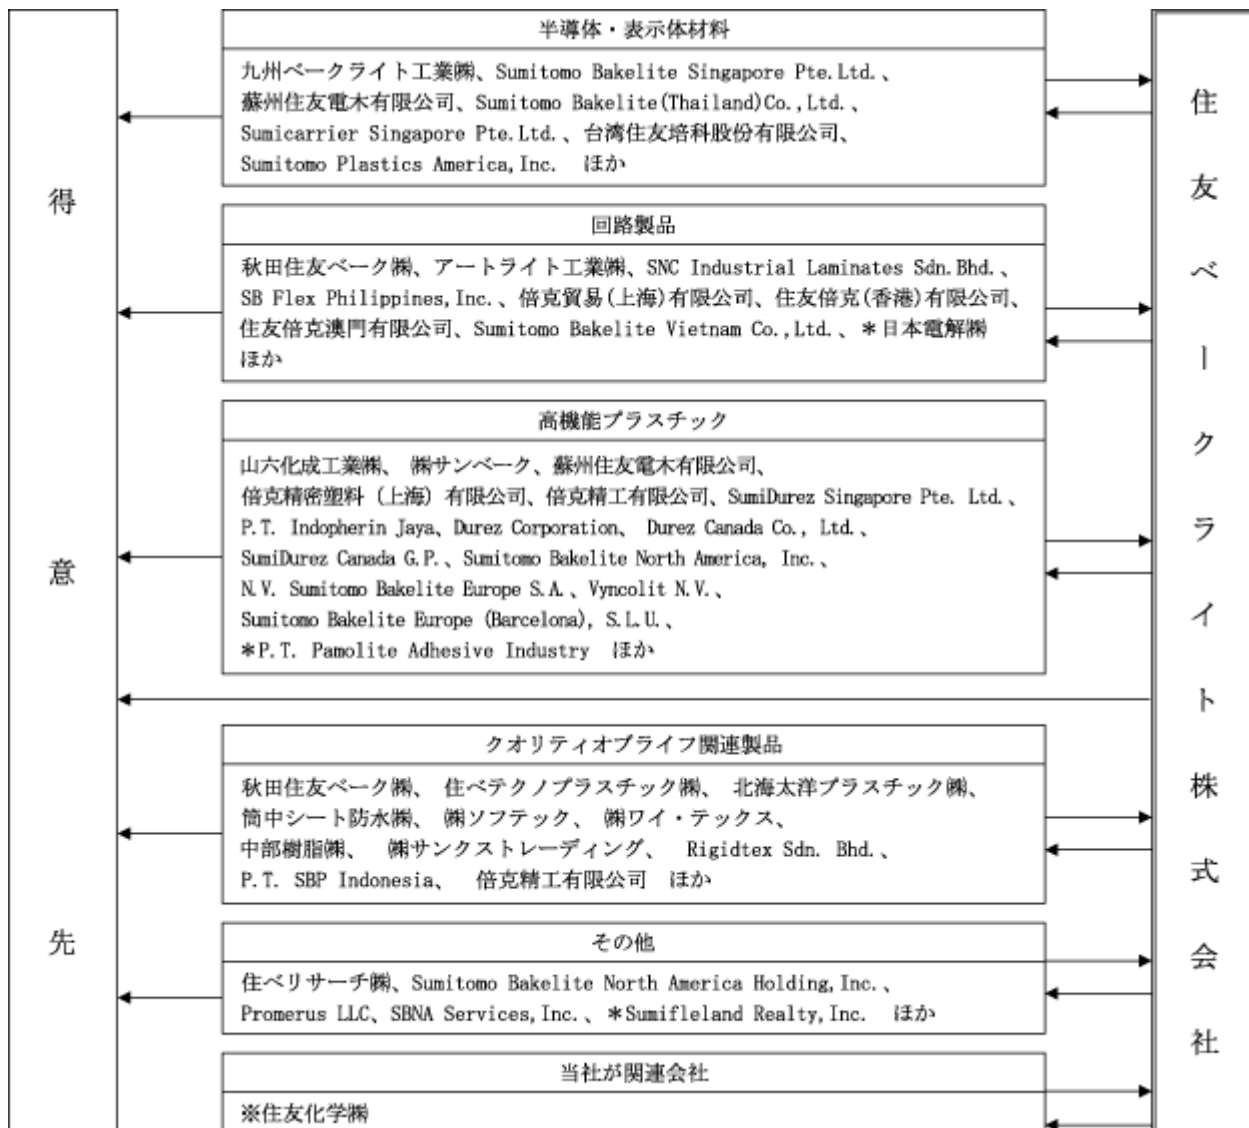 半導体・表示体材料
九州ベークライト工業㈱、Sumitomo Bakelite Singapore Pte.Ltd.、
蘇州住友電木有限公司、Sumitomo Bakelite(Thailand)Co.,Ltd.、
Sumicarrier Singapore Pte.Ltd.、台湾住友培科股份有限公司、
Sumitomo Plastics America,Inc. ほか
回路製品
秋田住友ベーク㈱、アートライト工業㈱、SNC Industrial Laminates Sdn.Bhd.、
SB Flex Philippines,Inc.、倍克貿易(上海)有限公司、住友倍克(香港)有限公司、
住友倍克澳門有限公司、Sumitomo Bakelite Vietnam Co.,Ltd.、＊日本電解㈱
ほか
高機能プラスチック
山六化成工業㈱、 ㈱サンベーク、蘇州住友電木有限公司、
倍克精密塑料（上海）有限公司、倍克精工有限公司、SumiDurez Singapore Pte. Ltd.、
P.T. Indopherin Jaya、Durez Corporation、 Durez Canada Co., Ltd.、
SumiDurez Canada G.P.、Sumitomo Bakelite North America, Inc.、
N.V. Sumitomo Bakelite Europe S.A.、Vyncolit N.V.、
Sumitomo Bakelite Europe (Barcelona), S.L.U.、
＊P.T. Pamolite Adhesive Industry ほか
クオリティオブライフ関連製品
秋田住友ベーク㈱、 住ベテクノプラスチック㈱、 北海太洋プラスチック㈱、
筒中シート防水㈱、 ㈱ソフテック、 ㈱ワイ・テックス、
中部樹脂㈱、 ㈱サンクストレーディング、 Rigidtex Sdn. Bhd.、
P.T. SBP Indonesia、 倍克精工有限公司 ほか
その他
住ベリサーチ㈱、Sumitomo Bakelite North America Holding,Inc.、
Promerus LLC、SBNA Services,Inc.、＊Sumifleland Realty,Inc. ほか
当社が関連会社
※住友化学㈱
得意先
住友ベークライト株式会社